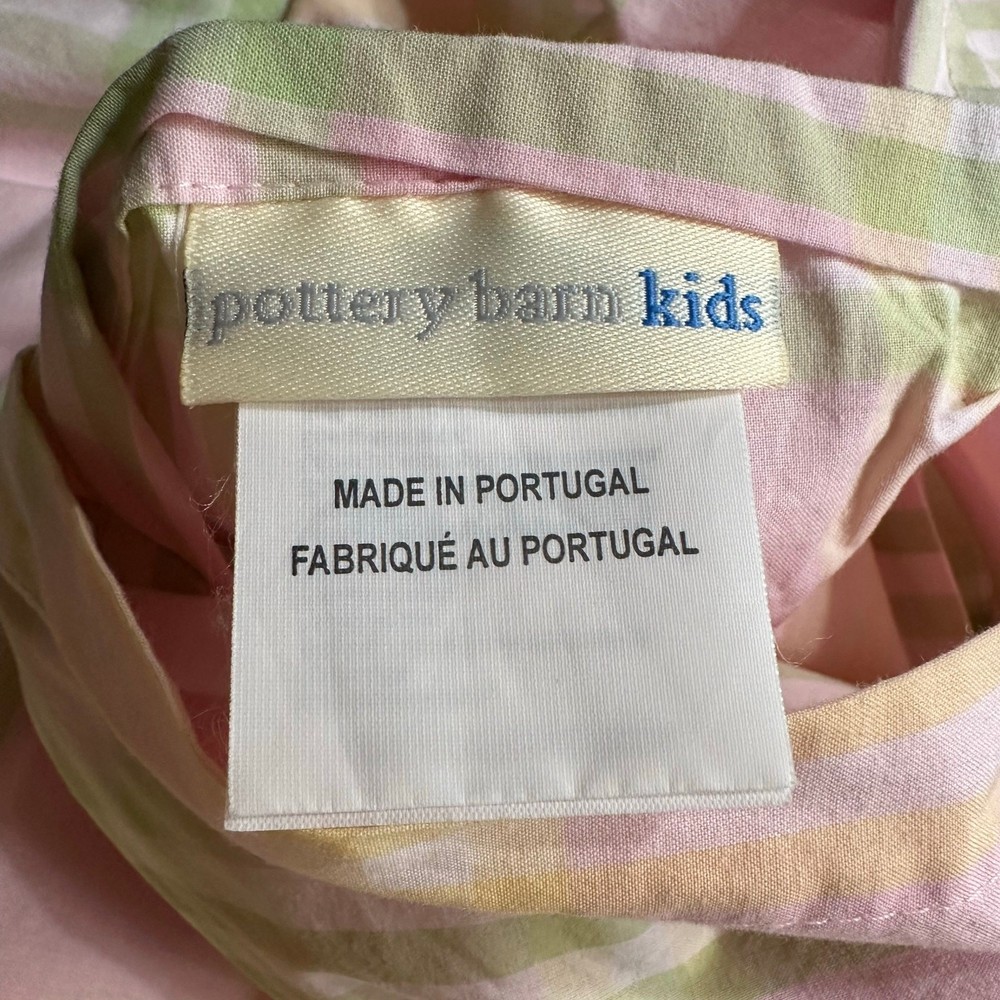 pottery barn kids
MADE IN PORTUGAL
FABRIQUÉ AU PORTUGAL